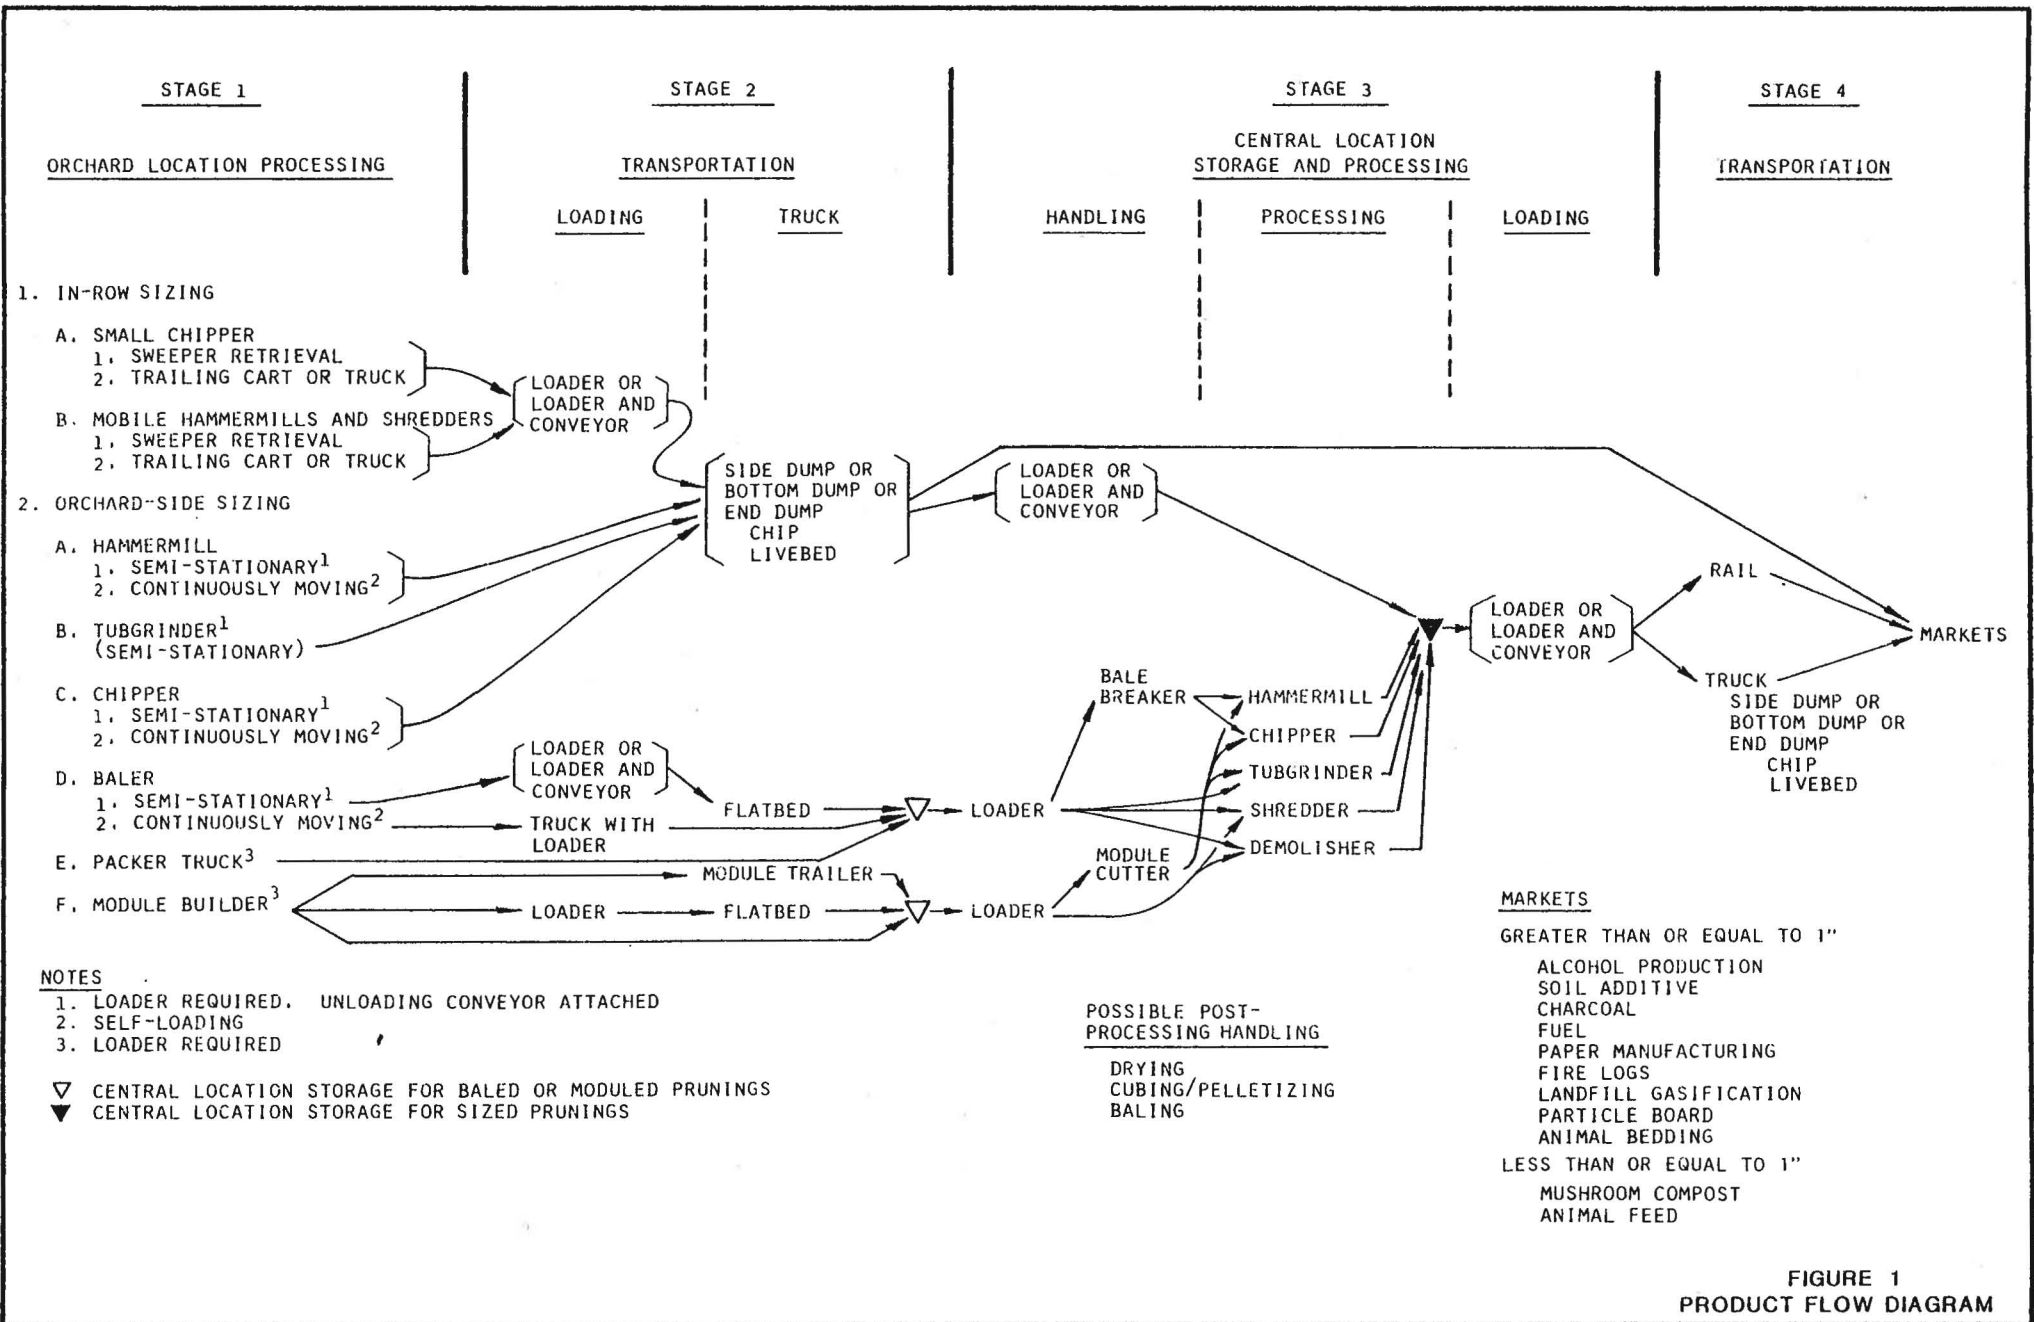 STAGE 1
ORCHARD LOCATION PROCESSING
STAGE 2
TRANSPORTATION
LOADING
TRUCK
STAGE 3
CENTRAL LOCATION
STORAGE AND PROCESSING
HANDLING
PROCESSING
LOADING
STAGE 4
TRANSPORTATION
1. IN-ROW SIZING
A. SMALL CHIPPER
1. SWEEPER RETRIEVAL
2. TRAILING CART OR TRUCK
B. MOBILE HAMMERMILLS AND SHREDDERS
1. SWEEPER RETRIEVAL
2. TRAILING CART OR TRUCK
2. ORCHARD-SIDE SIZING
A. HAMMERMILL
1. SEMI-STATIONARY1
2. CONTINUOUSLY MOVING2
B. TUBGRINDER1
(SEMI-STATIONARY)
C. CHIPPER
1. SEMI-STATIONARY1
2. CONTINUOUSLY MOVING2
D. BALER
1. SEMI-STATIONARY1
2. CONTINUOUSLY MOVING2
E. PACKER TRUCK3
F. MODULE BUILDER3
LOADER OR
LOADER AND
CONVEYOR
SIDE DUMP OR
BOTTOM DUMP OR
END DUMP
CHIP
LIVEBED
LOADER OR
LOADER AND
CONVEYOR
LOADER OR
LOADER AND
CONVEYOR
FLATBED
TRUCK WITH
LOADER
MODULE TRAILER
LOADER
FLATBED
LOADER
LOADER
BALE
BREAKER
MODULE
CUTTER
HAMMERMILL
CHIPPER
TUBGRINDER
SHREDDER
DEMOLISHER
LOADER OR
LOADER AND
CONVEYOR
RAIL
TRUCK
SIDE DUMP OR
BOTTOM DUMP OR
END DUMP
CHIP
LIVEBED
MARKETS
NOTES
1. LOADER REQUIRED. UNLOADING CONVEYOR ATTACHED
2. SELF-LOADING
3. LOADER REQUIRED
▽ CENTRAL LOCATION STORAGE FOR BALED OR MODULED PRUNINGS
▼ CENTRAL LOCATION STORAGE FOR SIZED PRUNINGS
POSSIBLE POST-
PROCESSING HANDLING
DRYING
CUBING/PELLETIZING
BALING
MARKETS
GREATER THAN OR EQUAL TO 1"
ALCOHOL PRODUCTION
SOIL ADDITIVE
CHARCOAL
FUEL
PAPER MANUFACTURING
FIRE LOGS
LANDFILL GASIFICATION
PARTICLE BOARD
ANIMAL BEDDING
LESS THAN OR EQUAL TO 1"
MUSHROOM COMPOST
ANIMAL FEED
FIGURE 1
PRODUCT FLOW DIAGRAM